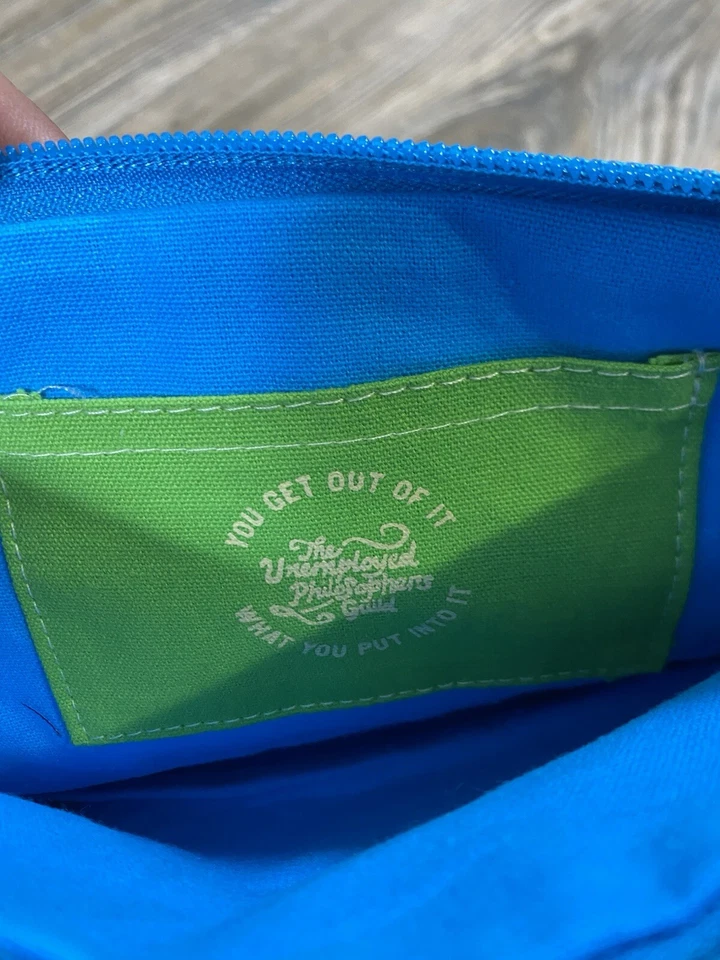 YOU GET OUT OF IT
The
Unemployed
Philosophers
Guild
WHAT YOU PUT INTO IT